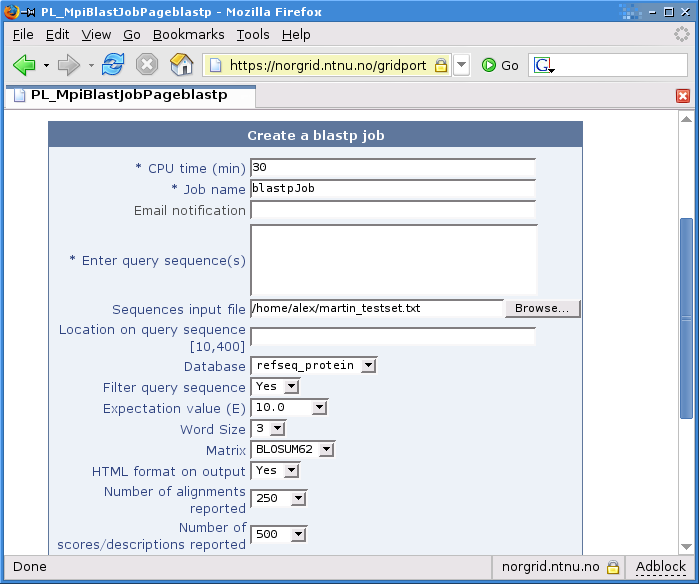 PL_MpiBlastJobPageblastp - Mozilla Firefox
File Edit View Go Bookmarks Tools Help
https://norgrid.ntnu.no/gridport Go G
PL_MpiBlastJobPageblastp
Create a blastp job
* CPU time (min) 30
* Job name blastpJob
Email notification
* Enter query sequence(s)
Sequences input file /home/alex/martin_testset.txt Browse...
Location on query sequence
[10,400]
Database refseq_protein
Filter query sequence Yes
Expectation value (E) 10.0
Word Size 3
Matrix BLOSUM62
HTML format on output Yes
Number of alignments
reported 250
Number of
scores/descriptions reported 500
Done norgrid.ntnu.no Adblock